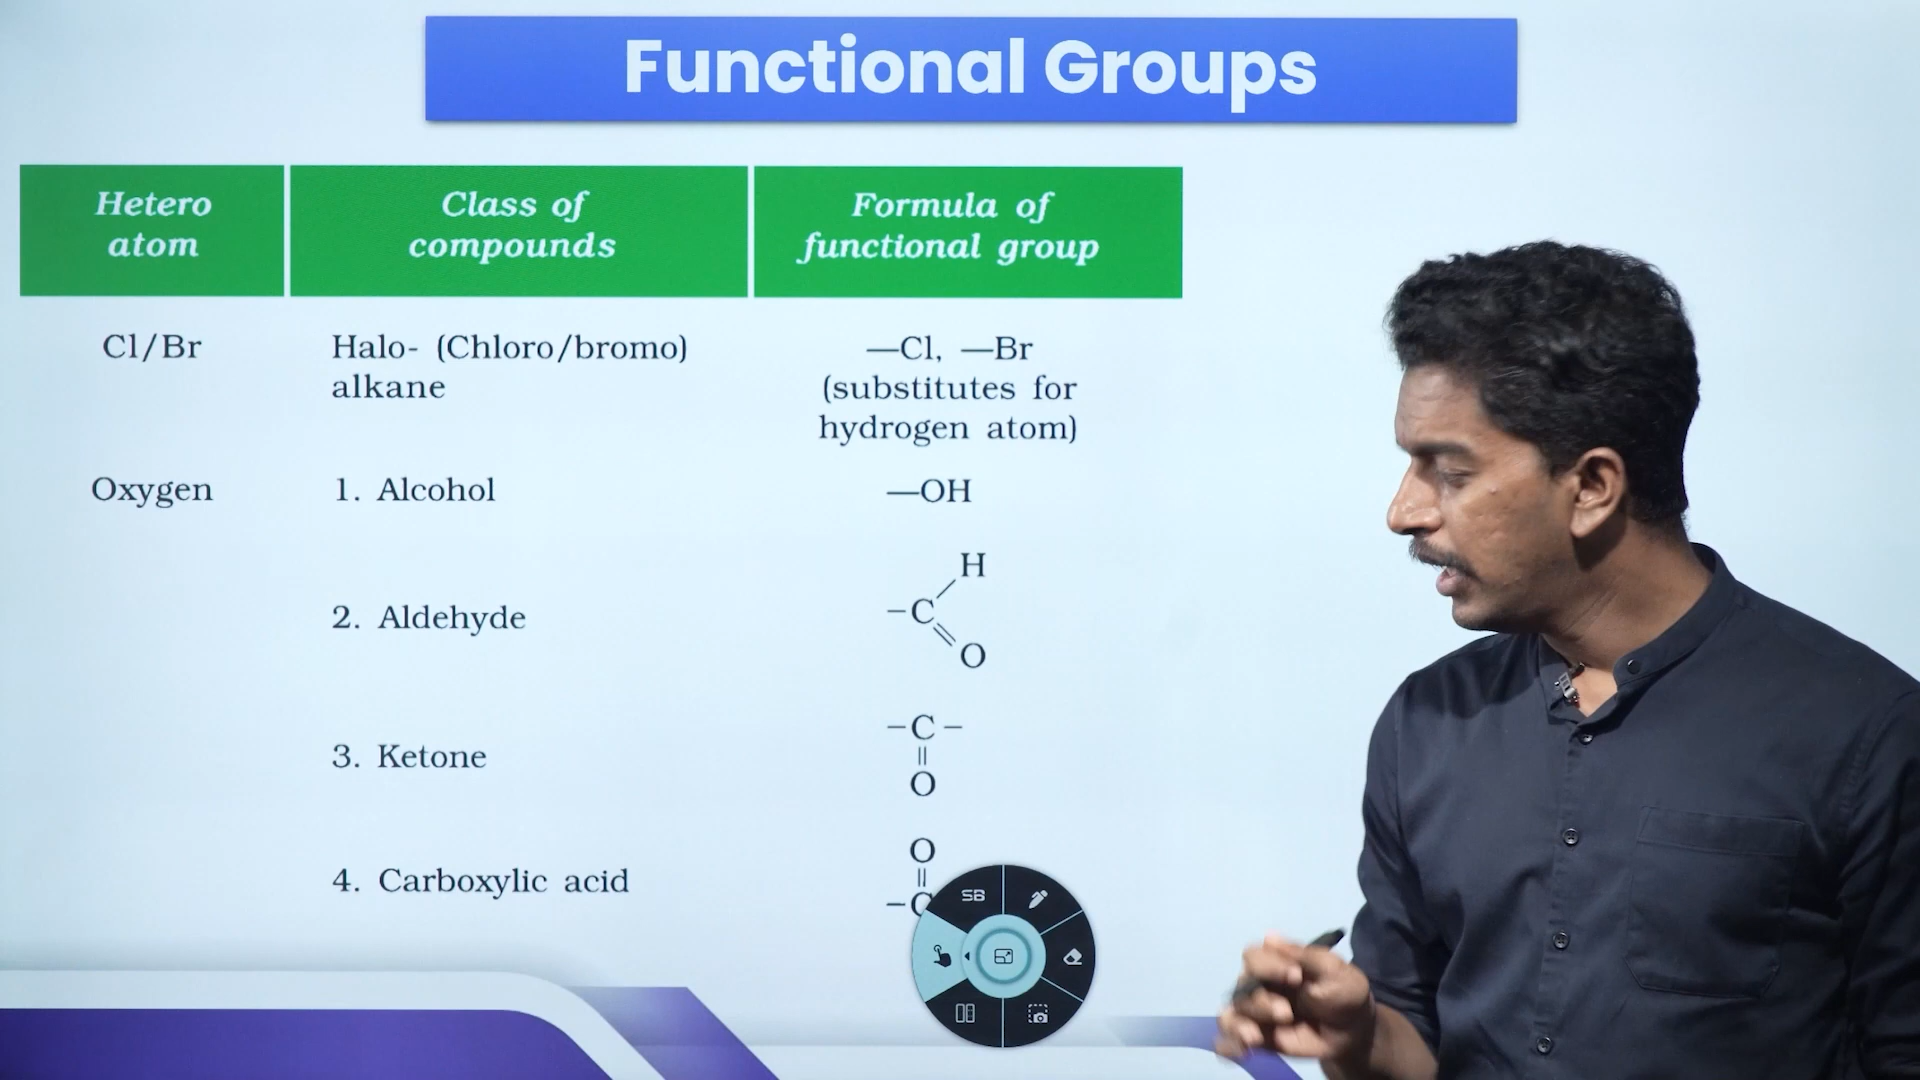 Functional Groups
Hetero atom
Class of compounds
Formula of functional group
Cl/Br
Halo- (Chloro/bromo) alkane
—Cl, —Br
(substitutes for
hydrogen atom)
Oxygen
1. Alcohol
—OH
2. Aldehyde
H
–C
O
3. Ketone
–C–
||
O
4. Carboxylic acid
O
||
–C
SB